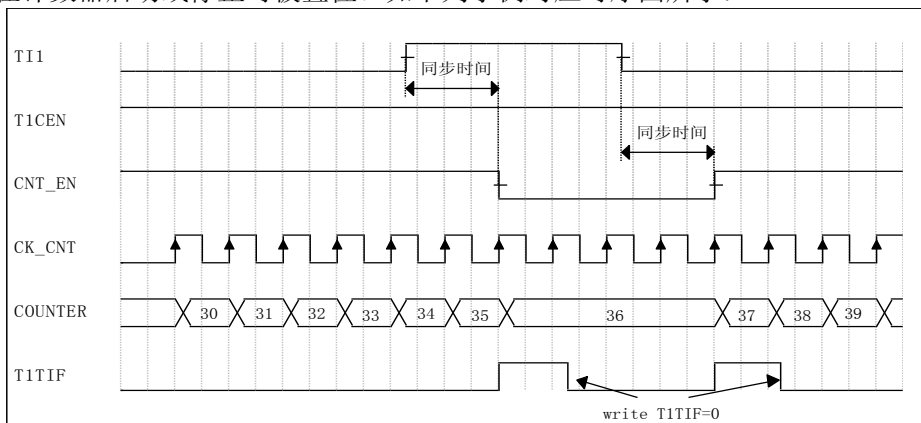 TI1
同步时间
T1CEN
同步时间
CNT_EN
CK_CNT
COUNTER
30 31 32 33 34 35 36 37 38 39
T1TIF
write T1TIF=0